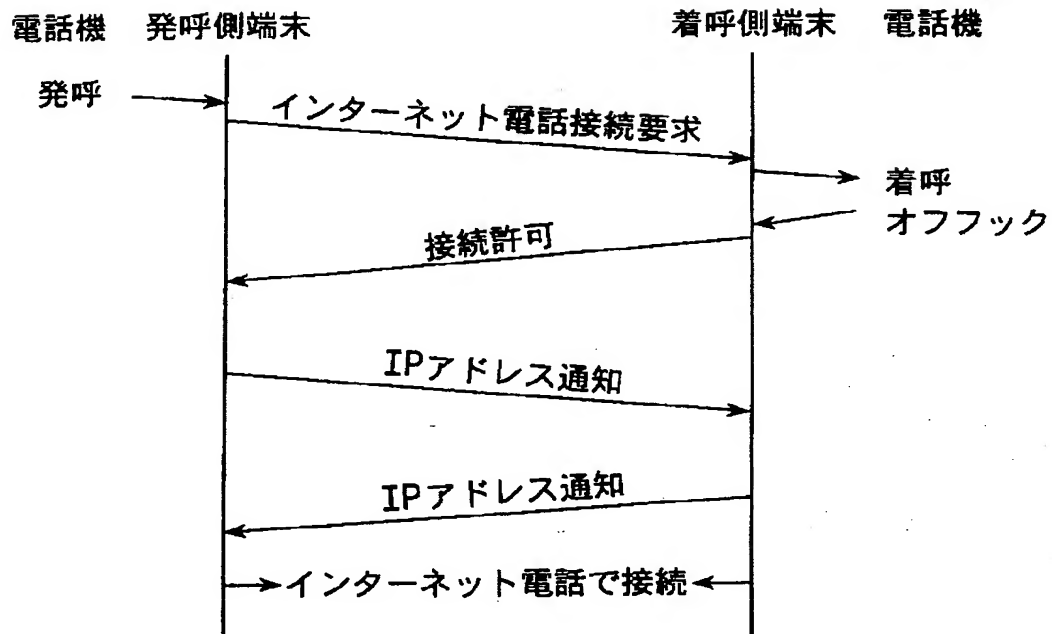 電話機 発呼側端末 着呼側端末 電話機
発呼
インターネット電話接続要求
着呼
オフフック
接続許可
IPアドレス通知
IPアドレス通知
インターネット電話で接続